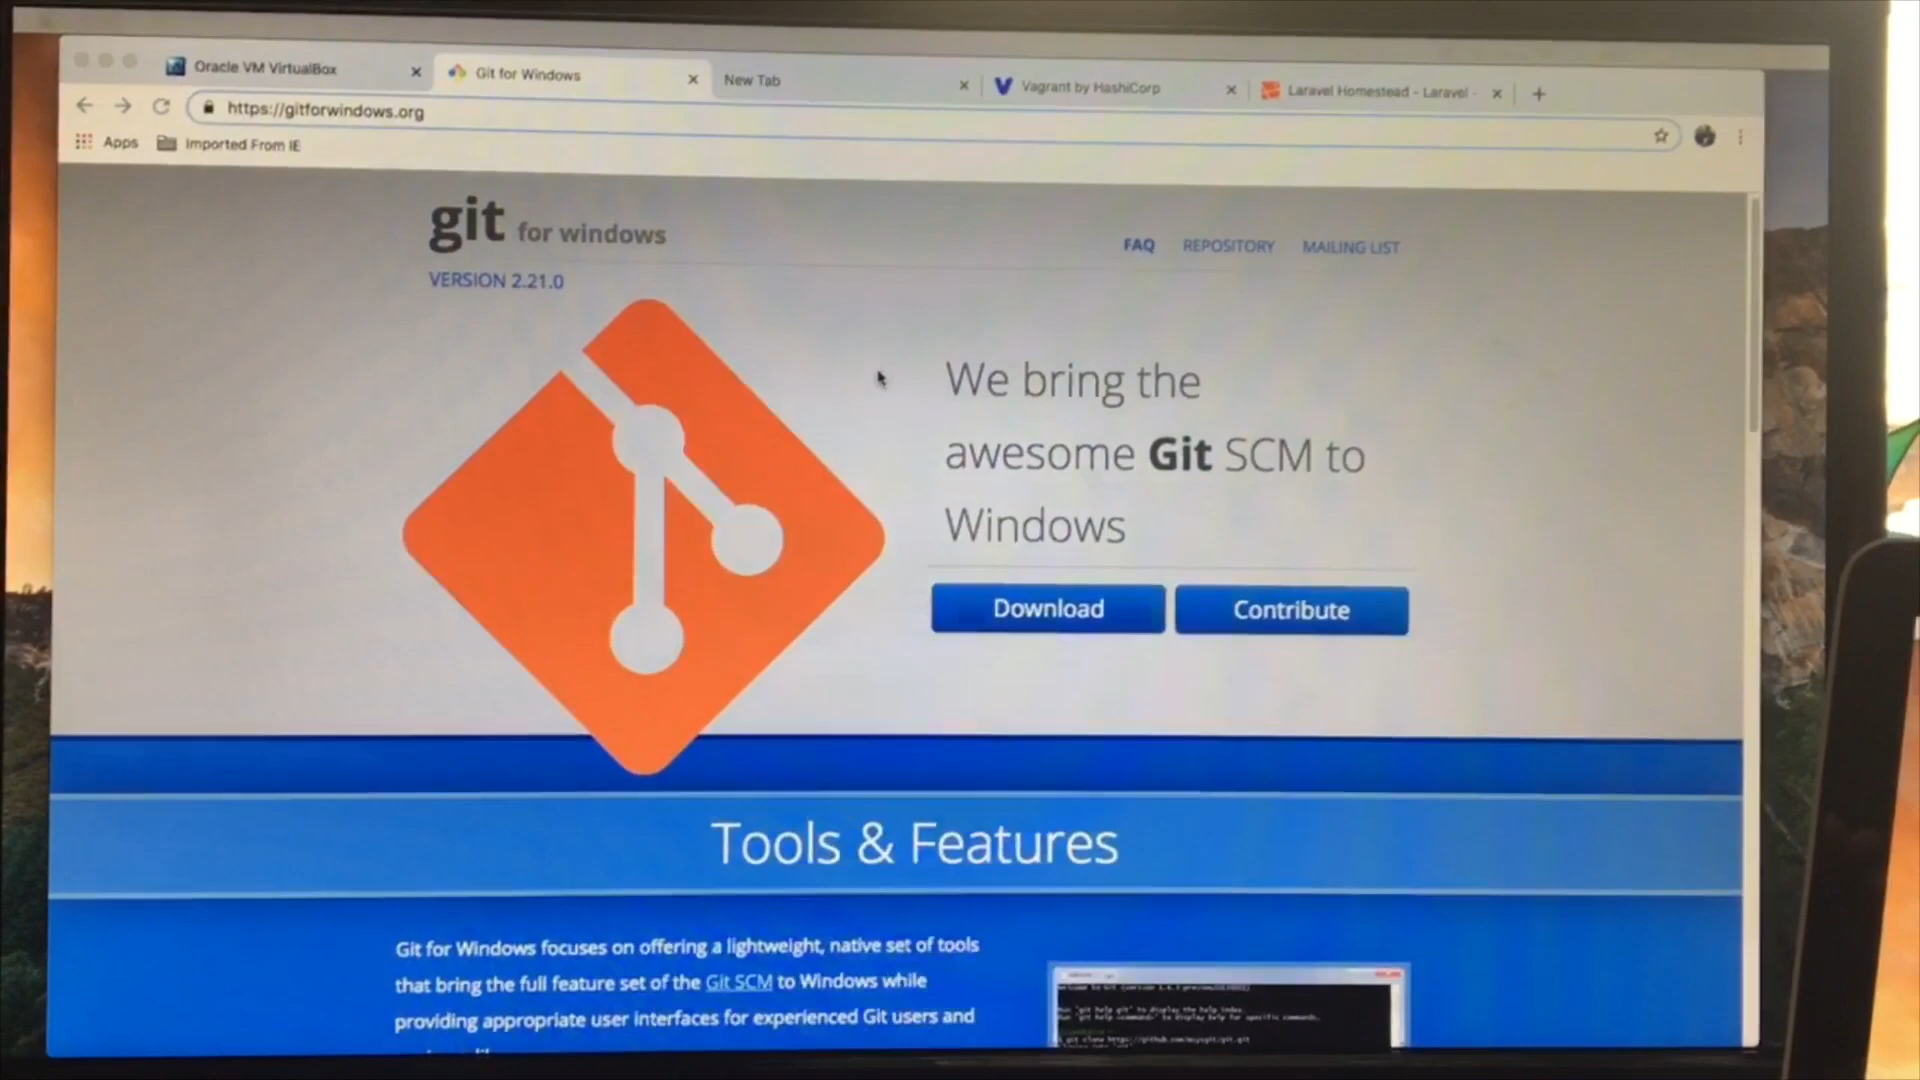 Oracle VM VirtualBox
Git for Windows
New Tab
Vagrant by HashiCorp
Laravel Homestead - Laravel -
https://gitforwindows.org
Apps
Imported From IE
git for windows
FAQ
REPOSITORY
MAILING LIST
VERSION 2.21.0
We bring the
awesome Git SCM to
Windows
Download
Contribute
Tools & Features
Git for Windows focuses on offering a lightweight, native set of tools
that bring the full feature set of the Git SCM to Windows while
providing appropriate user interfaces for experienced Git users and